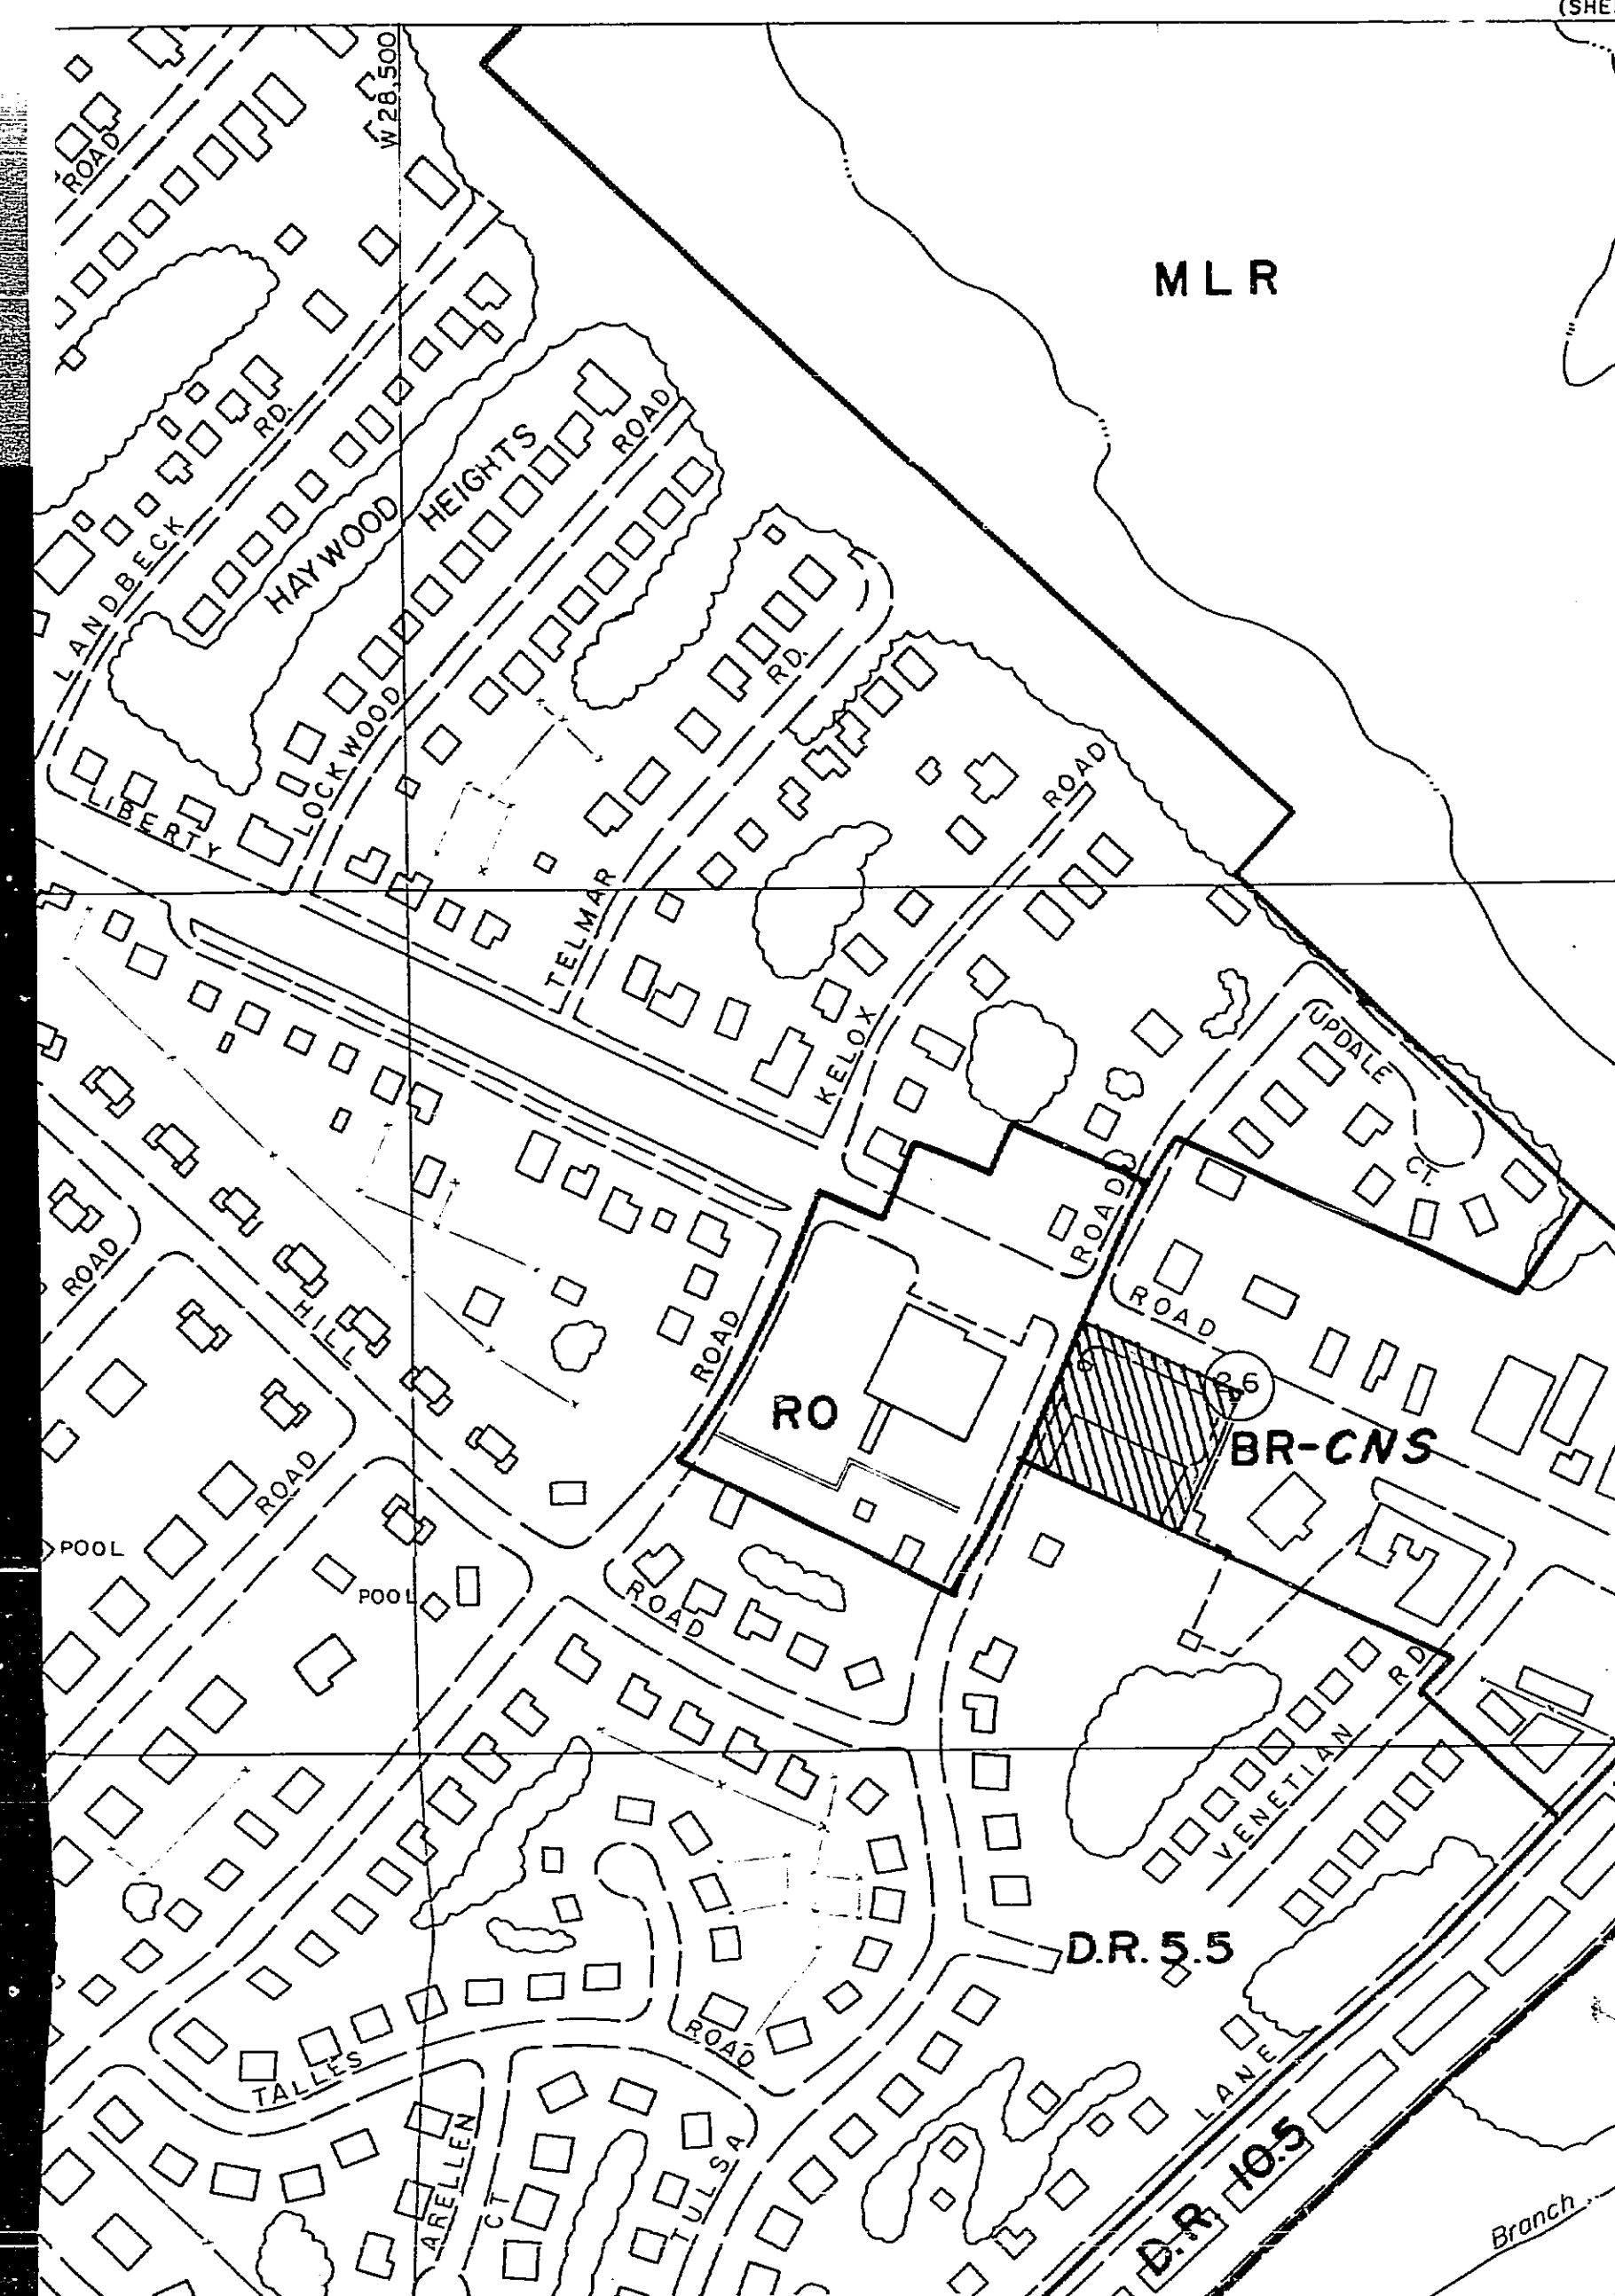 (SHE
W 28,500
ROAD
MLR
RD.
ROAD
HAYWOOD HEIGHTS
LANDBECK
LOCKWOOD
RD.
ROAD
LIBERTY
TELMAR
KELOX
UPDALE
CT.
ROAD
ROAD
ROAD
HILL
ROAD
ROAD
RO
26
BR-CNS
POOL
POOL
ROAD
RD
VENETIAN
D.R. 5.5
TALLES
ROAD
LANE
ARELLEN
CT
TULSA
D.R. 10.5
Branch